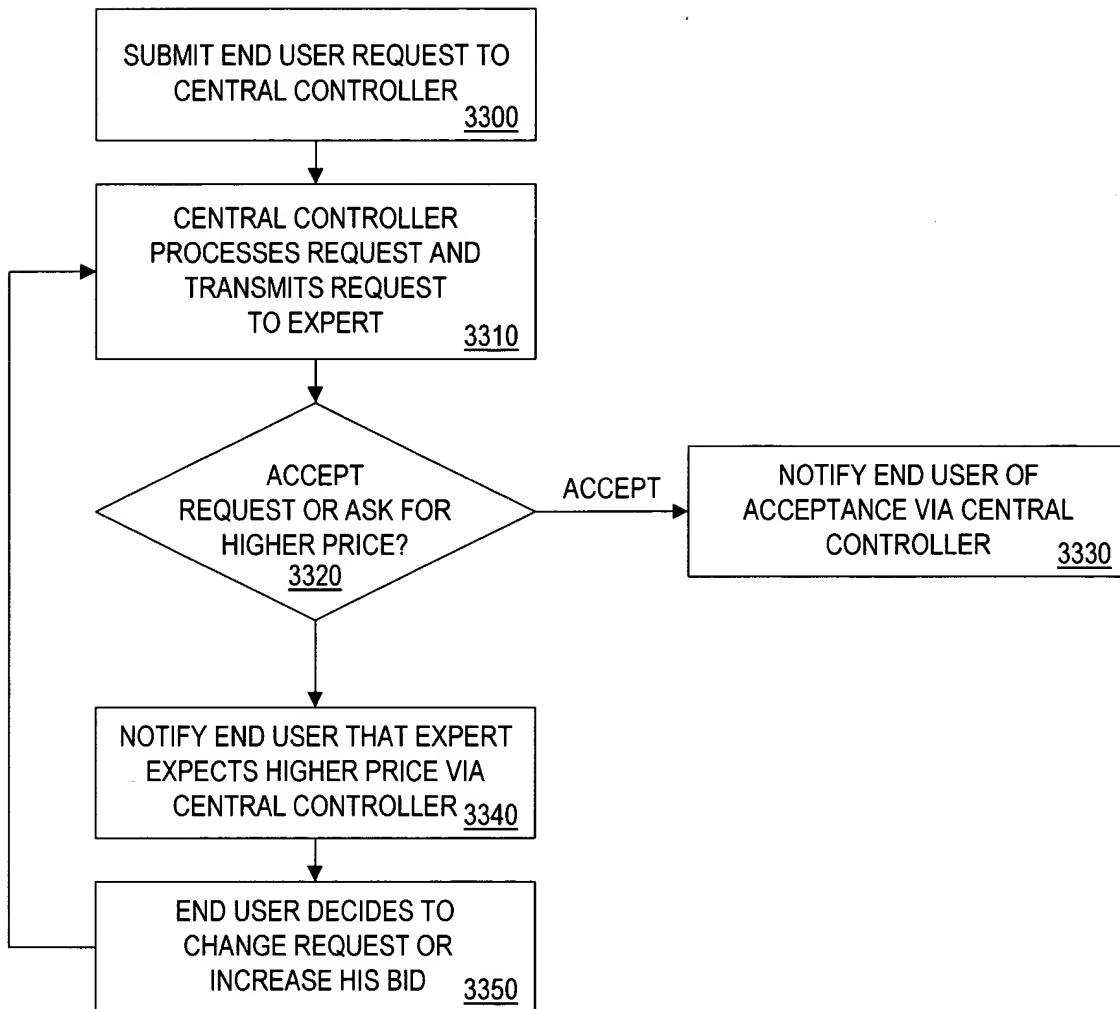 SUBMIT END USER REQUEST TO
CENTRAL CONTROLLER
3300
CENTRAL CONTROLLER
PROCESSES REQUEST AND
TRANSMITS REQUEST
TO EXPERT
3310
ACCEPT
REQUEST OR ASK FOR
HIGHER PRICE?
3320
ACCEPT
NOTIFY END USER OF
ACCEPTANCE VIA CENTRAL
CONTROLLER
3330
NOTIFY END USER THAT EXPERT
EXPECTS HIGHER PRICE VIA
CENTRAL CONTROLLER
3340
END USER DECIDES TO
CHANGE REQUEST OR
INCREASE HIS BID
3350